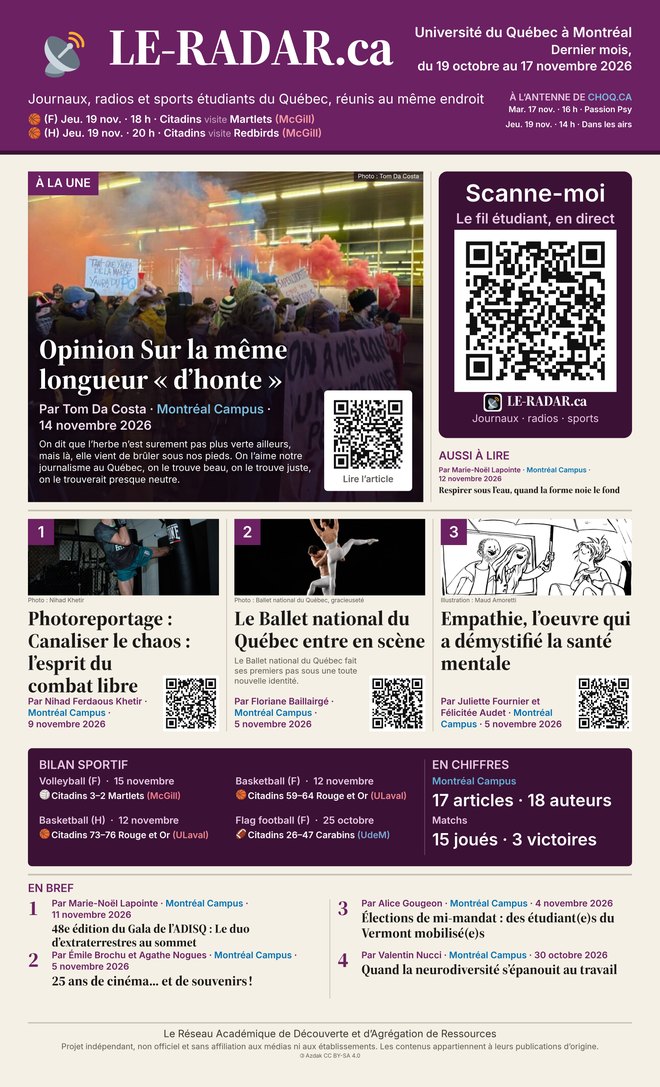 LE-RADAR.ca
Université du Québec à Montréal
Dernier mois,
du 19 octobre au 17 novembre 2026
Journaux, radios et sports étudiants du Québec, réunis au même endroit
(F) Jeu. 19 nov. · 18 h · Citadins visite Martlets (McGill)
(H) Jeu. 19 nov. · 20 h · Citadins visite Redbirds (McGill)
À L'ANTENNE DE CHOQ.CA
Mar. 17 nov. · 16 h · Passion Psy
Jeu. 19 nov. · 14 h · Dans les airs
À LA UNE
Photo : Tom Da Costa
TANT QUE Y'AURA
DE LA MARDE
Y'AURA DU PQ
ON A MIS
Opinion Sur la même
longueur « d'honte »
Par Tom Da Costa · Montréal Campus ·
14 novembre 2026
On dit que l'herbe n'est surement pas plus verte ailleurs,
mais là, elle vient de brûler sous nos pieds. On l'aime notre
journalisme au Québec, on le trouve beau, on le trouve juste,
on le trouverait presque neutre.
Lire l'article
Scanne-moi
Le fil étudiant, en direct
LE-RADAR.ca
Journaux · radios · sports
AUSSI À LIRE
Par Marie-Noël Lapointe · Montréal Campus ·
12 novembre 2026
Respirer sous l'eau, quand la forme noie le fond
1
Photo : Nihad Khetir
Photoreportage :
Canaliser le chaos :
l'esprit du
combat libre
Par Nihad Ferdaous Khetir ·
Montréal Campus ·
9 novembre 2026
2
Photo : Ballet national du Québec, gracieuseté
Le Ballet national du
Québec entre en scène
Le Ballet national du Québec fait
ses premiers pas sous une toute
nouvelle identité.
Par Floriane Baillairgé ·
Montréal Campus ·
5 novembre 2026
3
Illustration : Maud Amoretti
Empathie, l'oeuvre qui
a démystifié la santé
mentale
Par Juliette Fournier et
Félicitée Audet · Montréal
Campus · 5 novembre 2026
BILAN SPORTIF
Volleyball (F) · 15 novembre
Citadins 3–2 Martlets (McGill)
Basketball (F) · 12 novembre
Citadins 59–64 Rouge et Or (ULaval)
Basketball (H) · 12 novembre
Citadins 73–76 Rouge et Or (ULaval)
Flag football (F) · 25 octobre
Citadins 26–47 Carabins (UdeM)
EN CHIFFRES
Montréal Campus
17 articles · 18 auteurs
Matchs
15 joués · 3 victoires
EN BREF
1
Par Marie-Noël Lapointe · Montréal Campus ·
11 novembre 2026
48e édition du Gala de l'ADISQ : Le duo
d'extraterrestres au sommet
2
Par Émile Brochu et Agathe Nogues · Montréal Campus ·
5 novembre 2026
25 ans de cinéma... et de souvenirs !
3
Par Alice Gougeon · Montréal Campus · 4 novembre 2026
Élections de mi-mandat : des étudiant(e)s du
Vermont mobilisé(e)s
4
Par Valentin Nucci · Montréal Campus · 30 octobre 2026
Quand la neurodiversité s'épanouit au travail
Le Réseau Académique de Découverte et d'Agrégation de Ressources
Projet indépendant, non officiel et sans affiliation aux médias ni aux établissements. Les contenus appartiennent à leurs publications d'origine.
© Azdak CC BY-SA 4.0